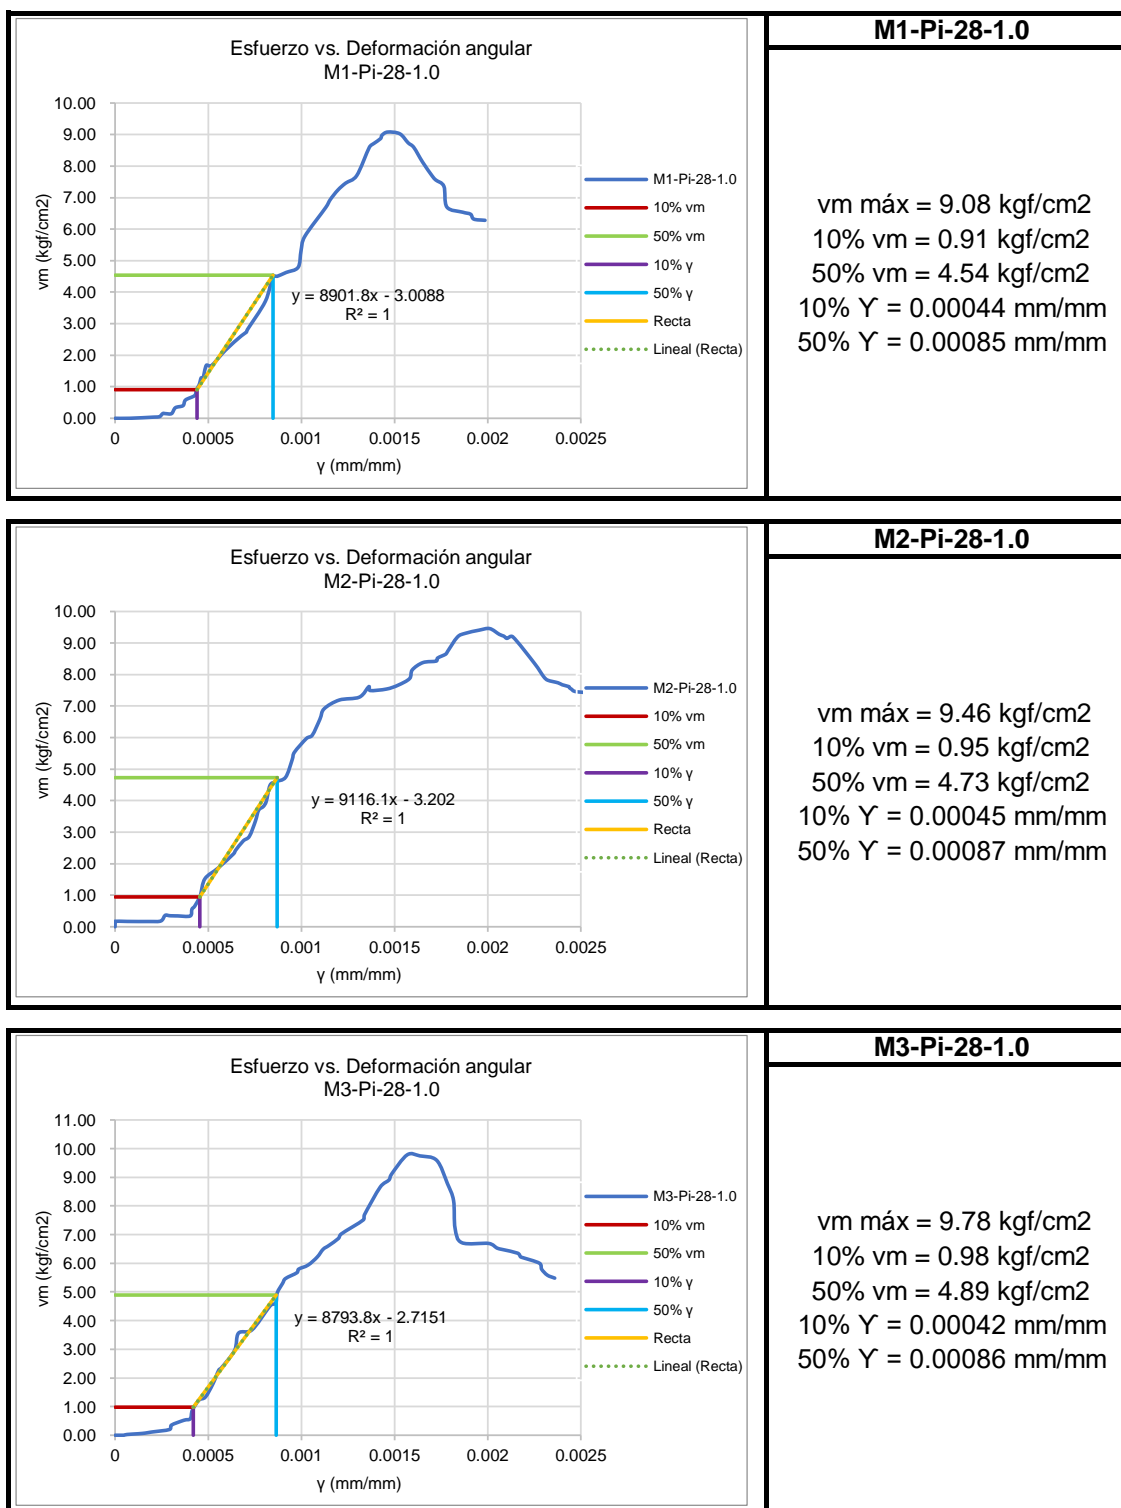 Esfuerzo vs. Deformación angular
M1-Pi-28-1.0
10.00
9.00
8.00
7.00
6.00
5.00
4.00
3.00
2.00
1.00
0.00
vm (kgf/cm2)
0 0.0005 0.001 0.0015 0.002 0.0025
γ (mm/mm)
y = 8901.8x - 3.0088
R² = 1
M1-Pi-28-1.0
10% vm
50% vm
10% γ
50% γ
Recta
Lineal (Recta)
M1-Pi-28-1.0
vm máx = 9.08 kgf/cm2
10% vm = 0.91 kgf/cm2
50% vm = 4.54 kgf/cm2
10% ϒ = 0.00044 mm/mm
50% ϒ = 0.00085 mm/mm
Esfuerzo vs. Deformación angular
M2-Pi-28-1.0
10.00
9.00
8.00
7.00
6.00
5.00
4.00
3.00
2.00
1.00
0.00
vm (kgf/cm2)
0 0.0005 0.001 0.0015 0.002 0.0025
γ (mm/mm)
y = 9116.1x - 3.202
R² = 1
M2-Pi-28-1.0
10% vm
50% vm
10% γ
50% γ
Recta
Lineal (Recta)
M2-Pi-28-1.0
vm máx = 9.46 kgf/cm2
10% vm = 0.95 kgf/cm2
50% vm = 4.73 kgf/cm2
10% ϒ = 0.00045 mm/mm
50% ϒ = 0.00087 mm/mm
Esfuerzo vs. Deformación angular
M3-Pi-28-1.0
11.00
10.00
9.00
8.00
7.00
6.00
5.00
4.00
3.00
2.00
1.00
0.00
vm (kgf/cm2)
0 0.0005 0.001 0.0015 0.002 0.0025
γ (mm/mm)
y = 8793.8x - 2.7151
R² = 1
M3-Pi-28-1.0
10% vm
50% vm
10% γ
50% γ
Recta
Lineal (Recta)
M3-Pi-28-1.0
vm máx = 9.78 kgf/cm2
10% vm = 0.98 kgf/cm2
50% vm = 4.89 kgf/cm2
10% ϒ = 0.00042 mm/mm
50% ϒ = 0.00086 mm/mm